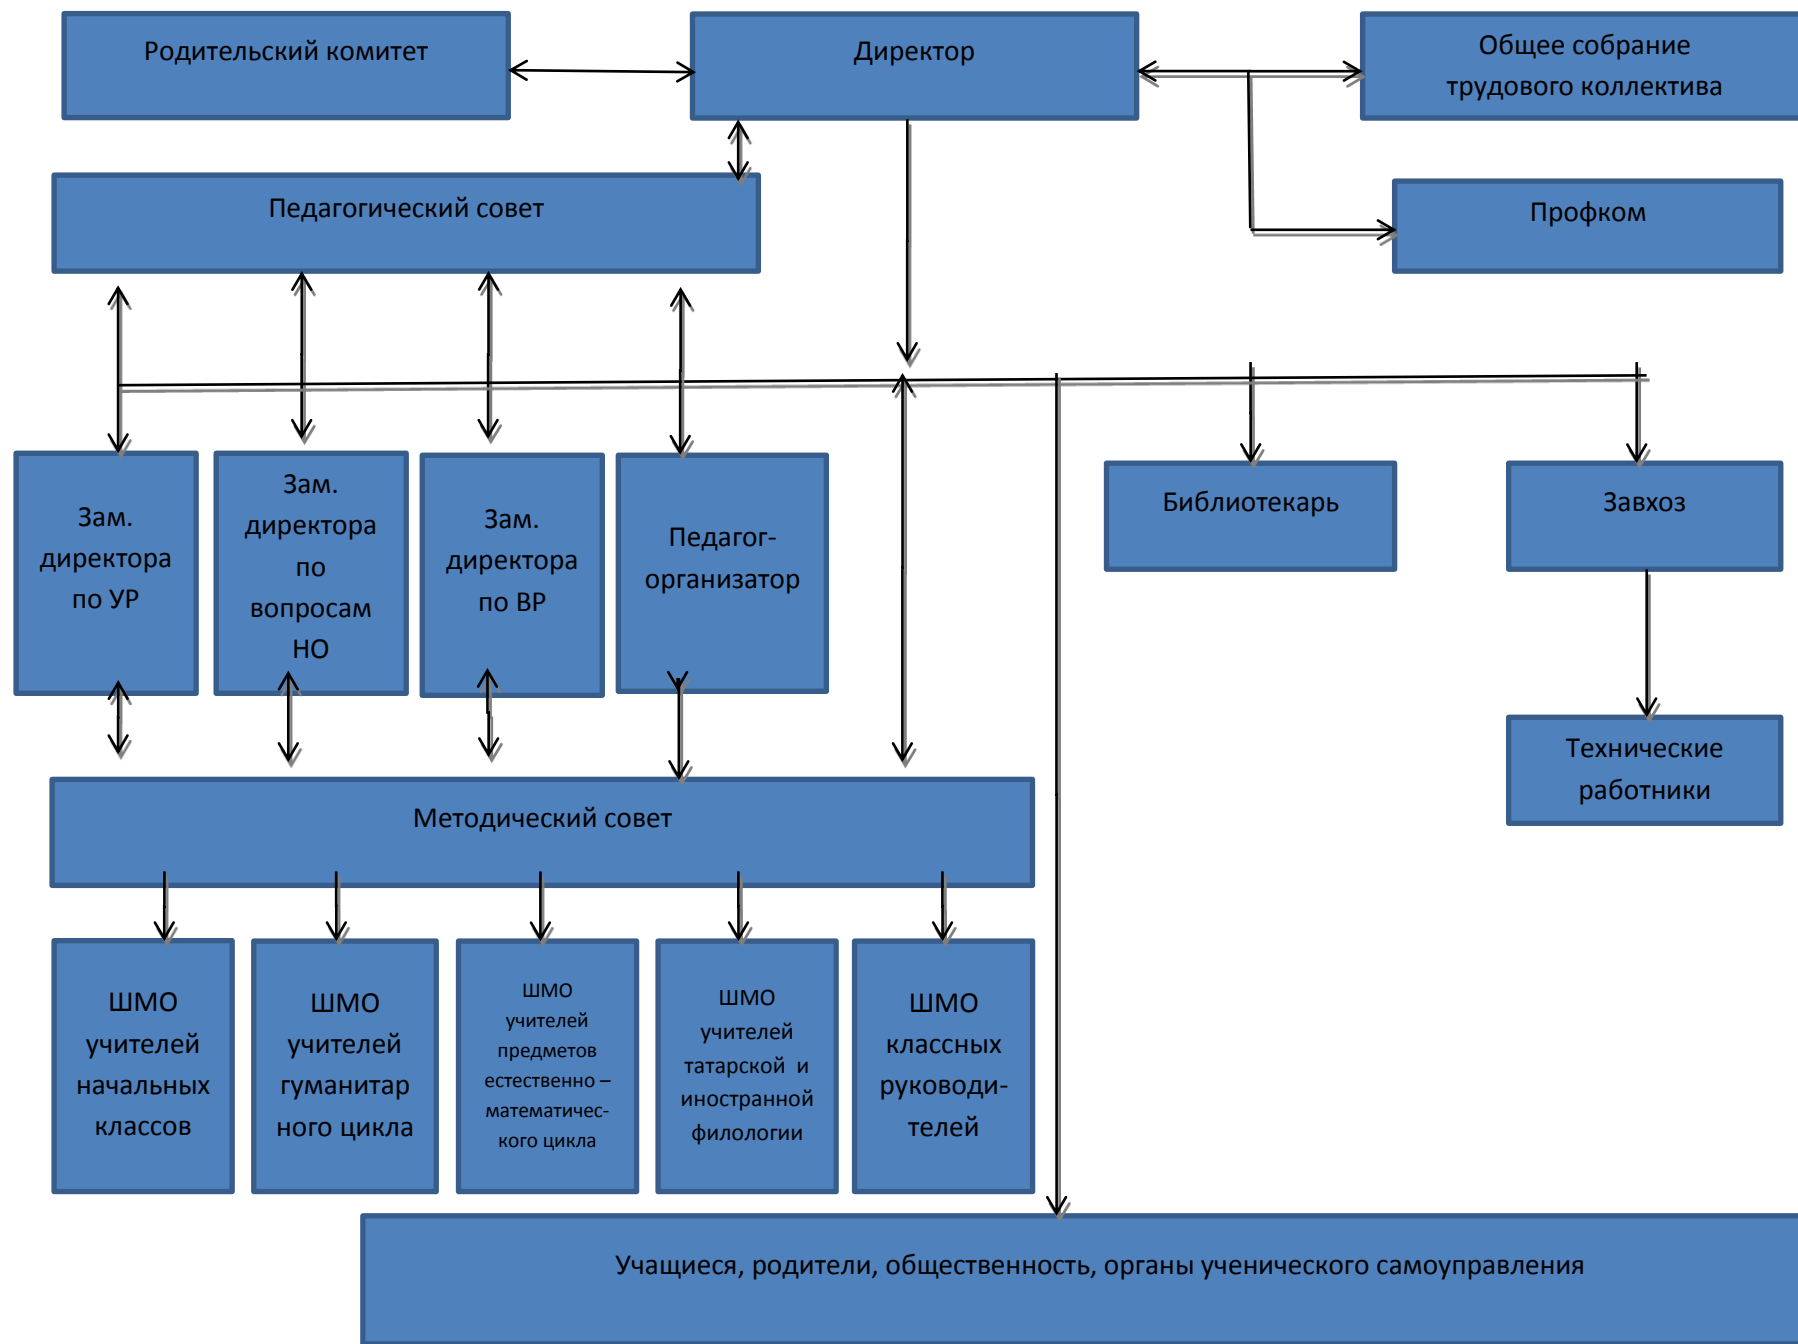 Родительский комитет
Директор
Общее собрание
трудового коллектива
Педагогический совет
Профком
Зам.
директора
по УР
Зам.
директора
по
вопросам
НО
Зам.
директора
по ВР
Педагог-
организатор
Библиотекарь
Завхоз
Технические
работники
Методический совет
ШМО
учителей
начальных
классов
ШМО
учителей
гуманитар
ного цикла
ШМО
учителей
предметов
естественно –
математичес-
кого цикла
ШМО
учителей
татарской и
иностранной
филологии
ШМО
классных
руководи-
телей
Учащиеся, родители, общественность, органы ученического самоуправления